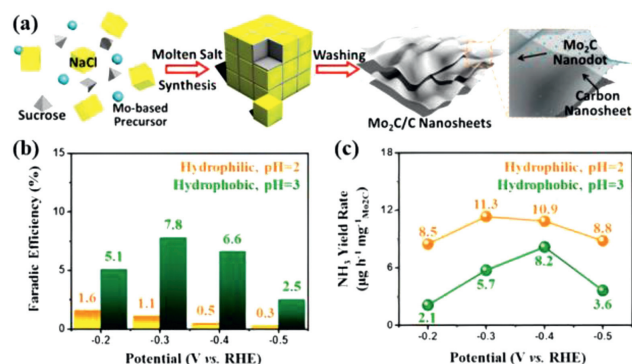 (a)
NaCl
Sucrose
Mo-based
Precursor
Molten Salt
Synthesis
Washing
Mo₂C/C Nanosheets
Mo₂C
Nanodot
Carbon
Nanosheet
(b)
Hydrophilic, pH=2
Hydrophobic, pH=3
Faradic Efficiency (%)
15
10
5
0
1.6
5.1
1.1
7.8
0.5
6.6
0.3
2.5
-0.2
-0.3
-0.4
-0.5
Potential (V vs. RHE)
(c)
Hydrophilic, pH=2
Hydrophobic, pH=3
NH₃ Yield Rate
(µg h⁻¹ mg⁻¹Mo2C)
15
12
9
6
3
0
8.5
11.3
10.9
8.8
2.1
5.7
8.2
3.6
-0.2
-0.3
-0.4
-0.5
Potential (V vs. RHE)